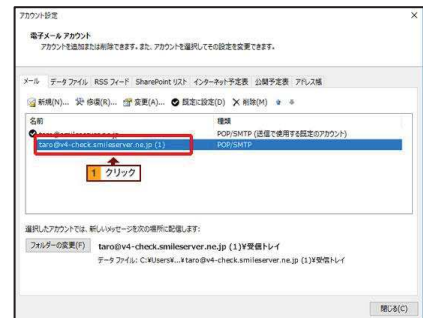 アカウント設定
電子メール アカウント
アカウントを追加または削除できます。また、アカウントを選択してその設定を変更できます。
メール データ ファイル RSS フィード SharePoint リスト インターネット予定表 公開予定表 アドレス帳
新規(N)... 修復(R)... 変更(A)... 既定に設定(D) 削除(M)
名前 種類
POP/SMTP (送信で使用する既定のアカウント)
taro@v4-check.smileserver.ne.jp (1) POP/SMTP
1 クリック
選択したアカウントでは、新しいメッセージを次の場所に配信します:
フォルダーの変更(F) taro@v4-check.smileserver.ne.jp (1)¥受信トレイ
データ ファイル: C:¥Users¥...¥taro@v4-check.smileserver.ne.jp (1)¥受信トレイ
閉じる(C)